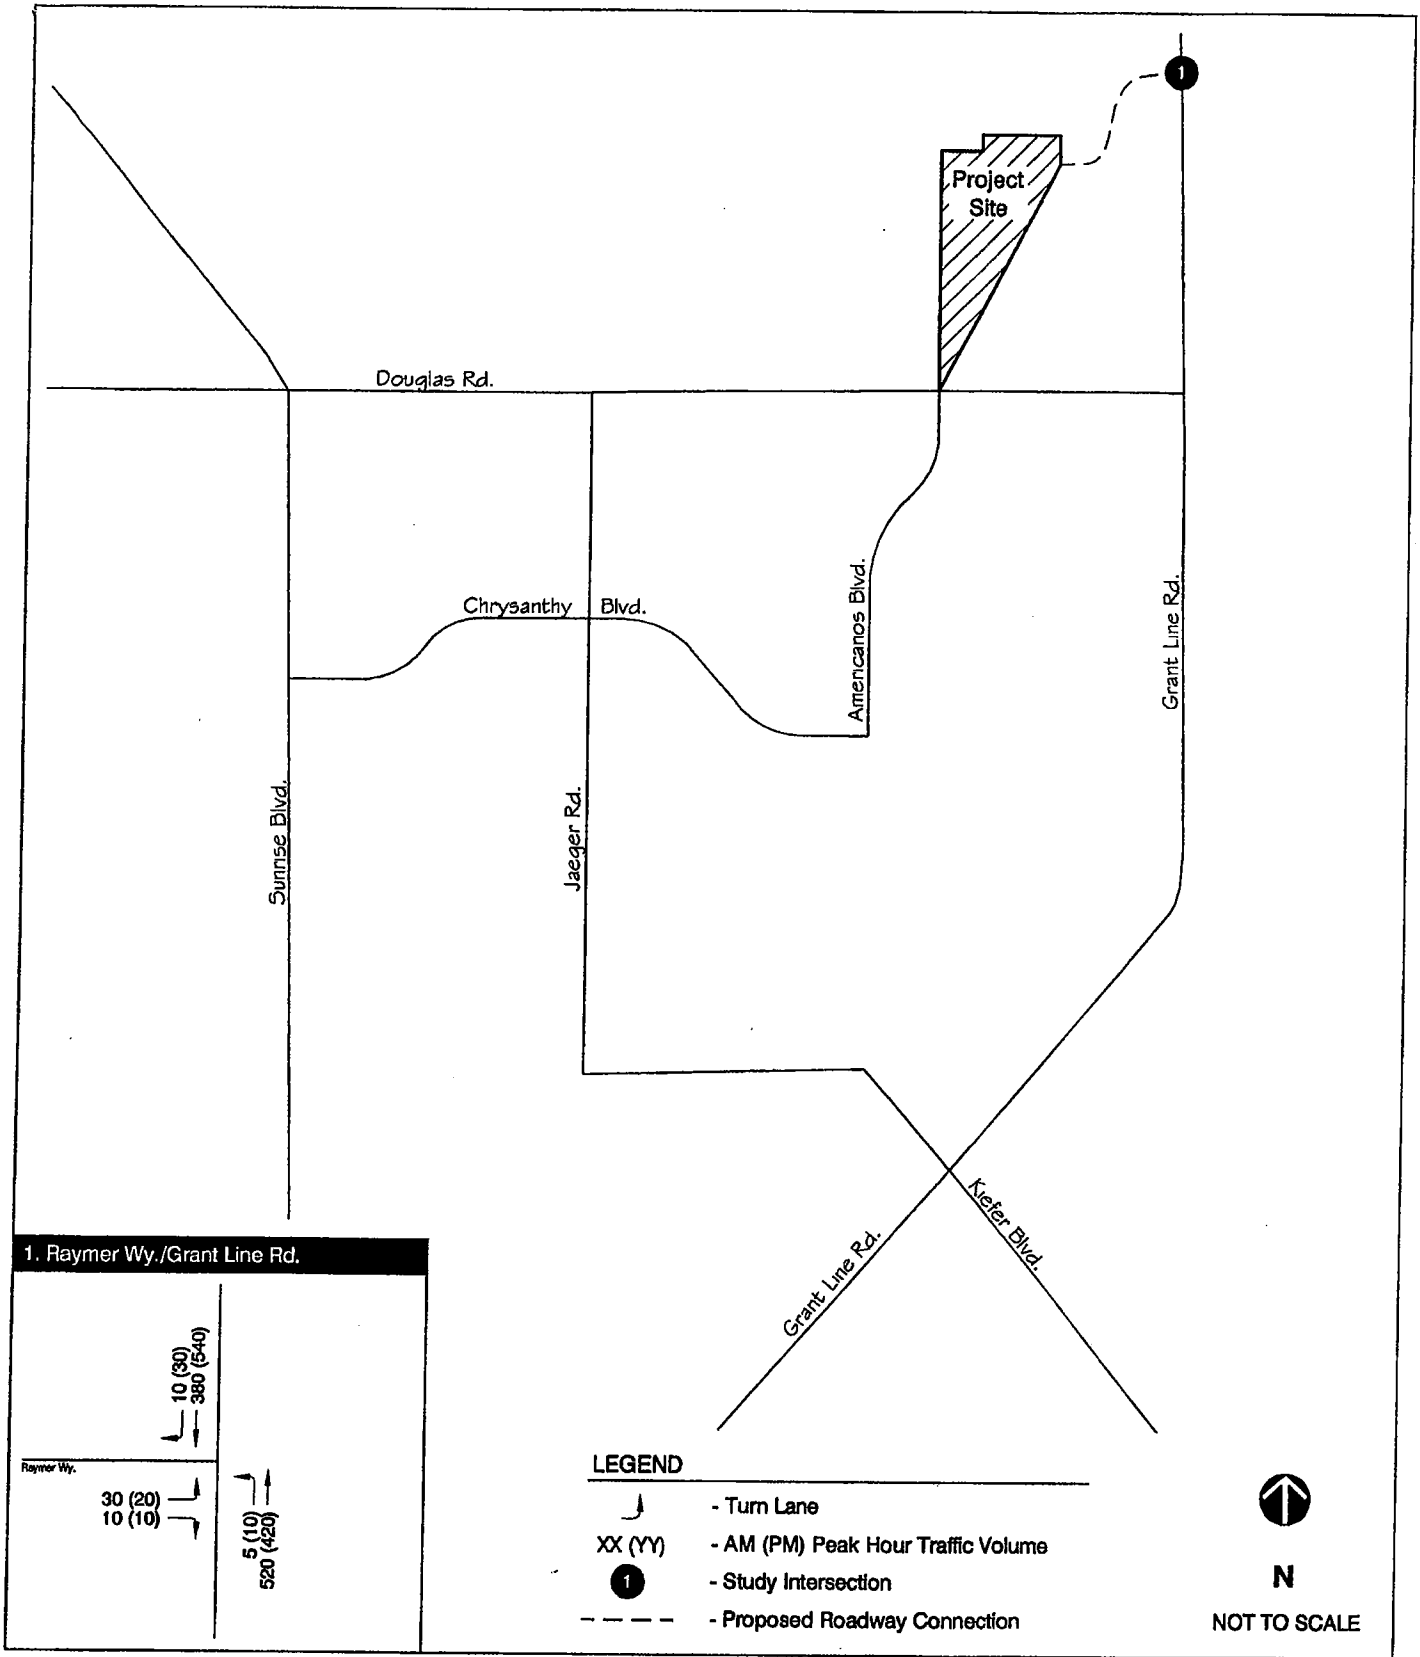 1
Project
Site
Douglas Rd.
Chrysanthy Blvd.
Americanos Blvd.
Grant Line Rd.
Sunrise Blvd.
Jaeger Rd.
Kiefer Blvd.
Grant Line Rd.
1. Raymer Wy./Grant Line Rd.
10 (30)
380 (540)
Raymer Wy.
30 (20)
10 (10)
5 (10)
520 (420)
LEGEND
- Turn Lane
XX (YY) - AM (PM) Peak Hour Traffic Volume
1 - Study Intersection
- Proposed Roadway Connection
N
NOT TO SCALE